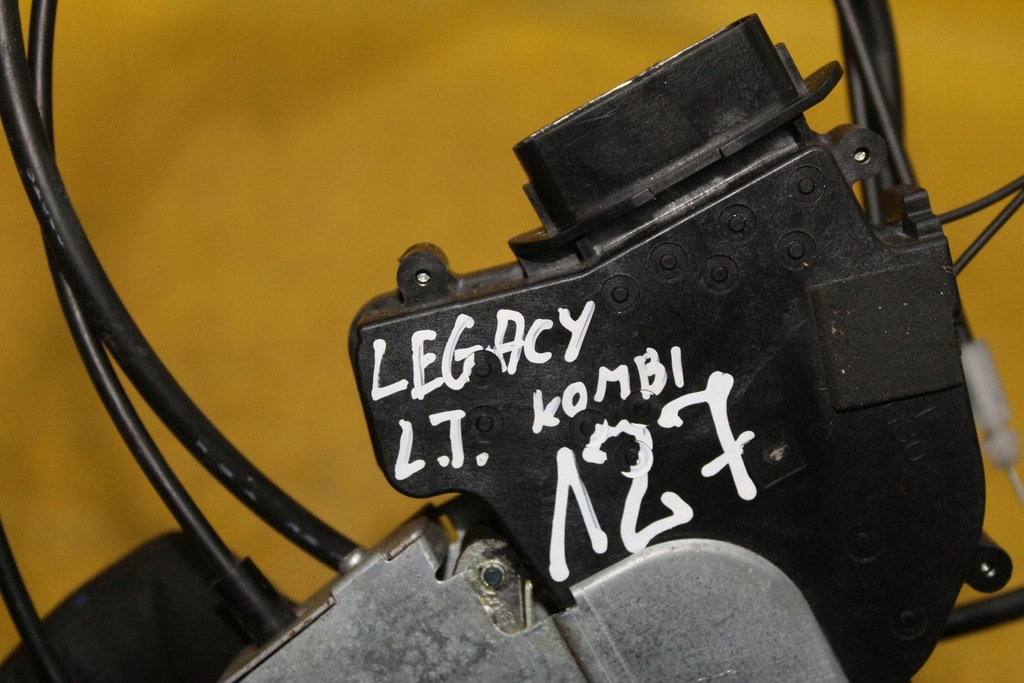 LEGACY
L.T. KOMBI
127